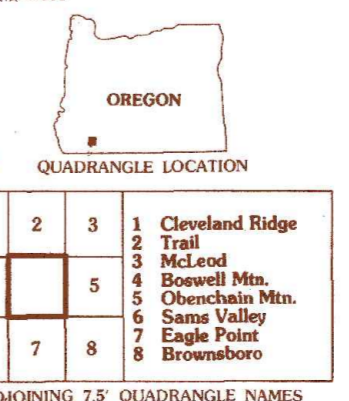 OREGON
QUADRANGLE LOCATION
2 3
5
7 8
1 Cleveland Ridge
2 Trail
3 McLeod
4 Boswell Mtn.
5 Obenchain Mtn.
6 Sams Valley
7 Eagle Point
8 Brownsboro
DJOINING 7.5' QUADRANGLE NAMES